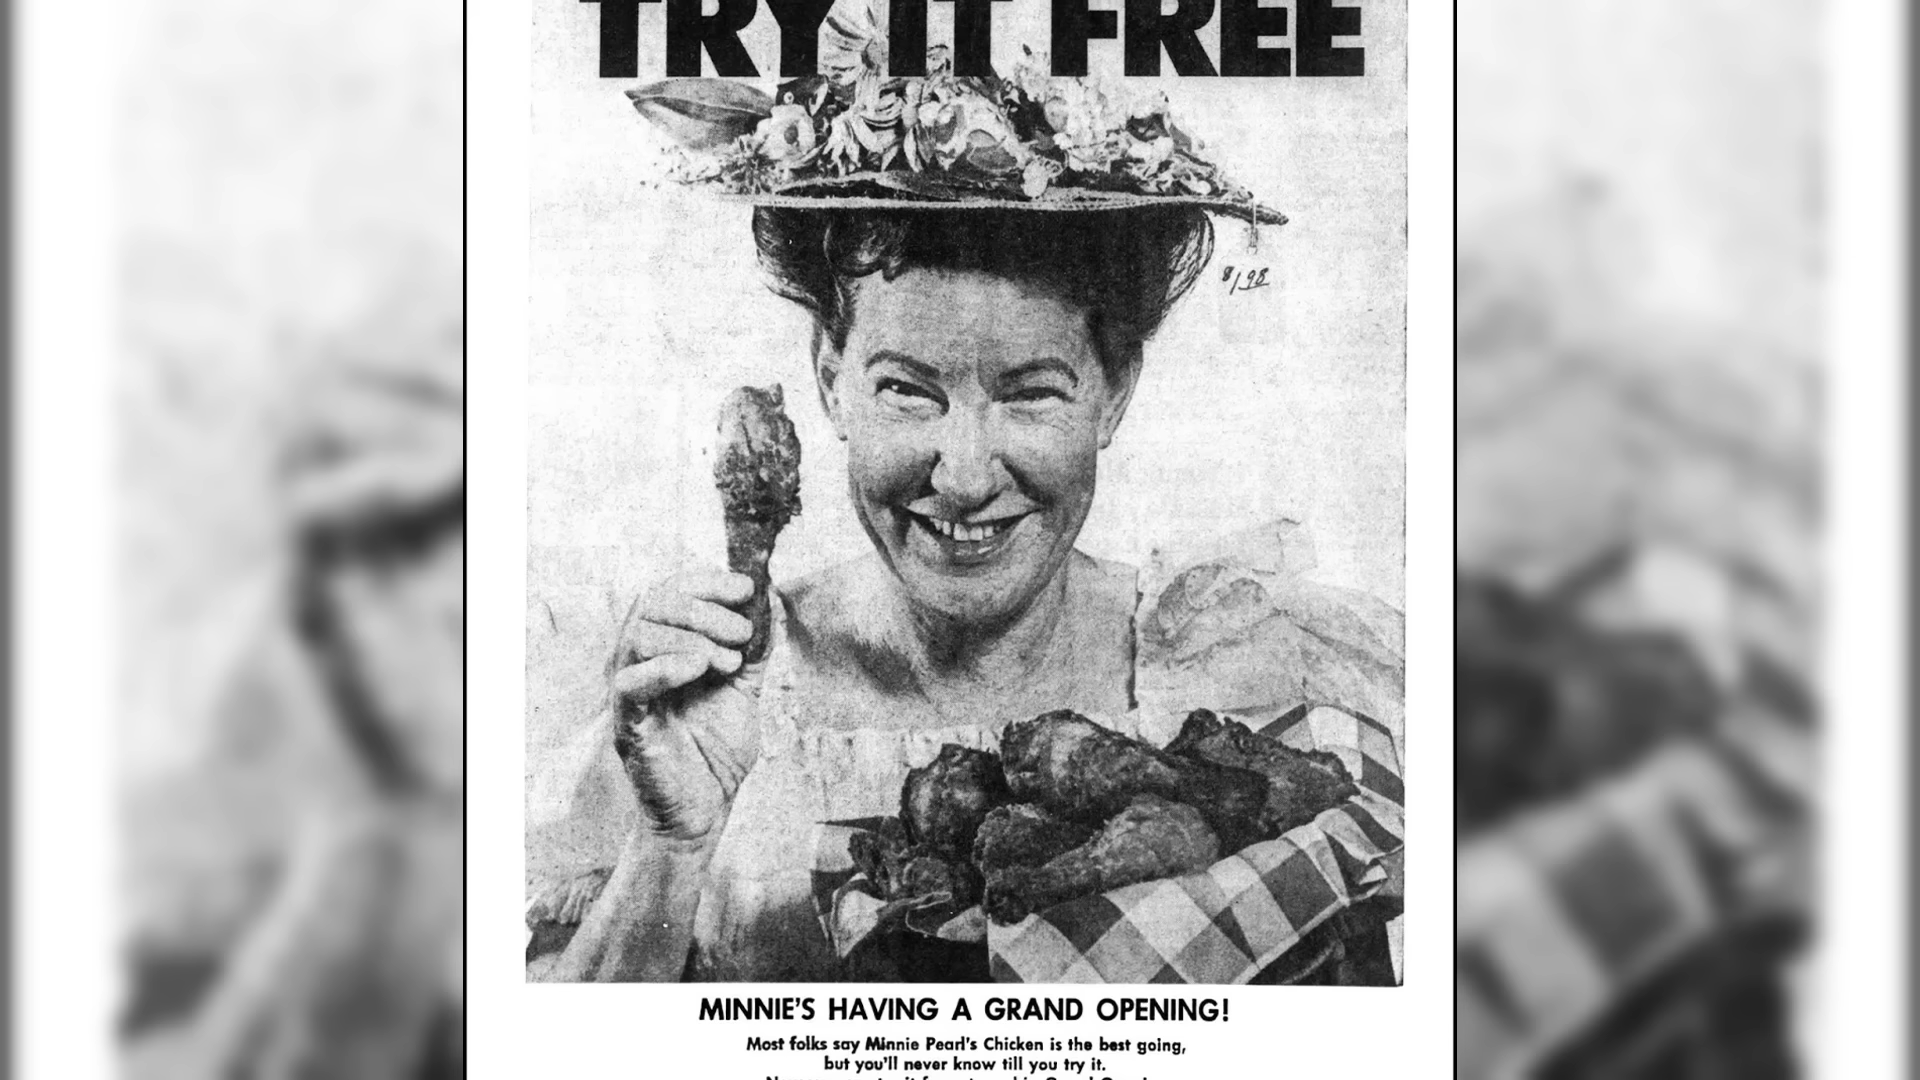 TRY IT FREE
8/98
MINNIE'S HAVING A GRAND OPENING!
Most folks say Minnie Pearl's Chicken is the best going,
but you'll never know till you try it.